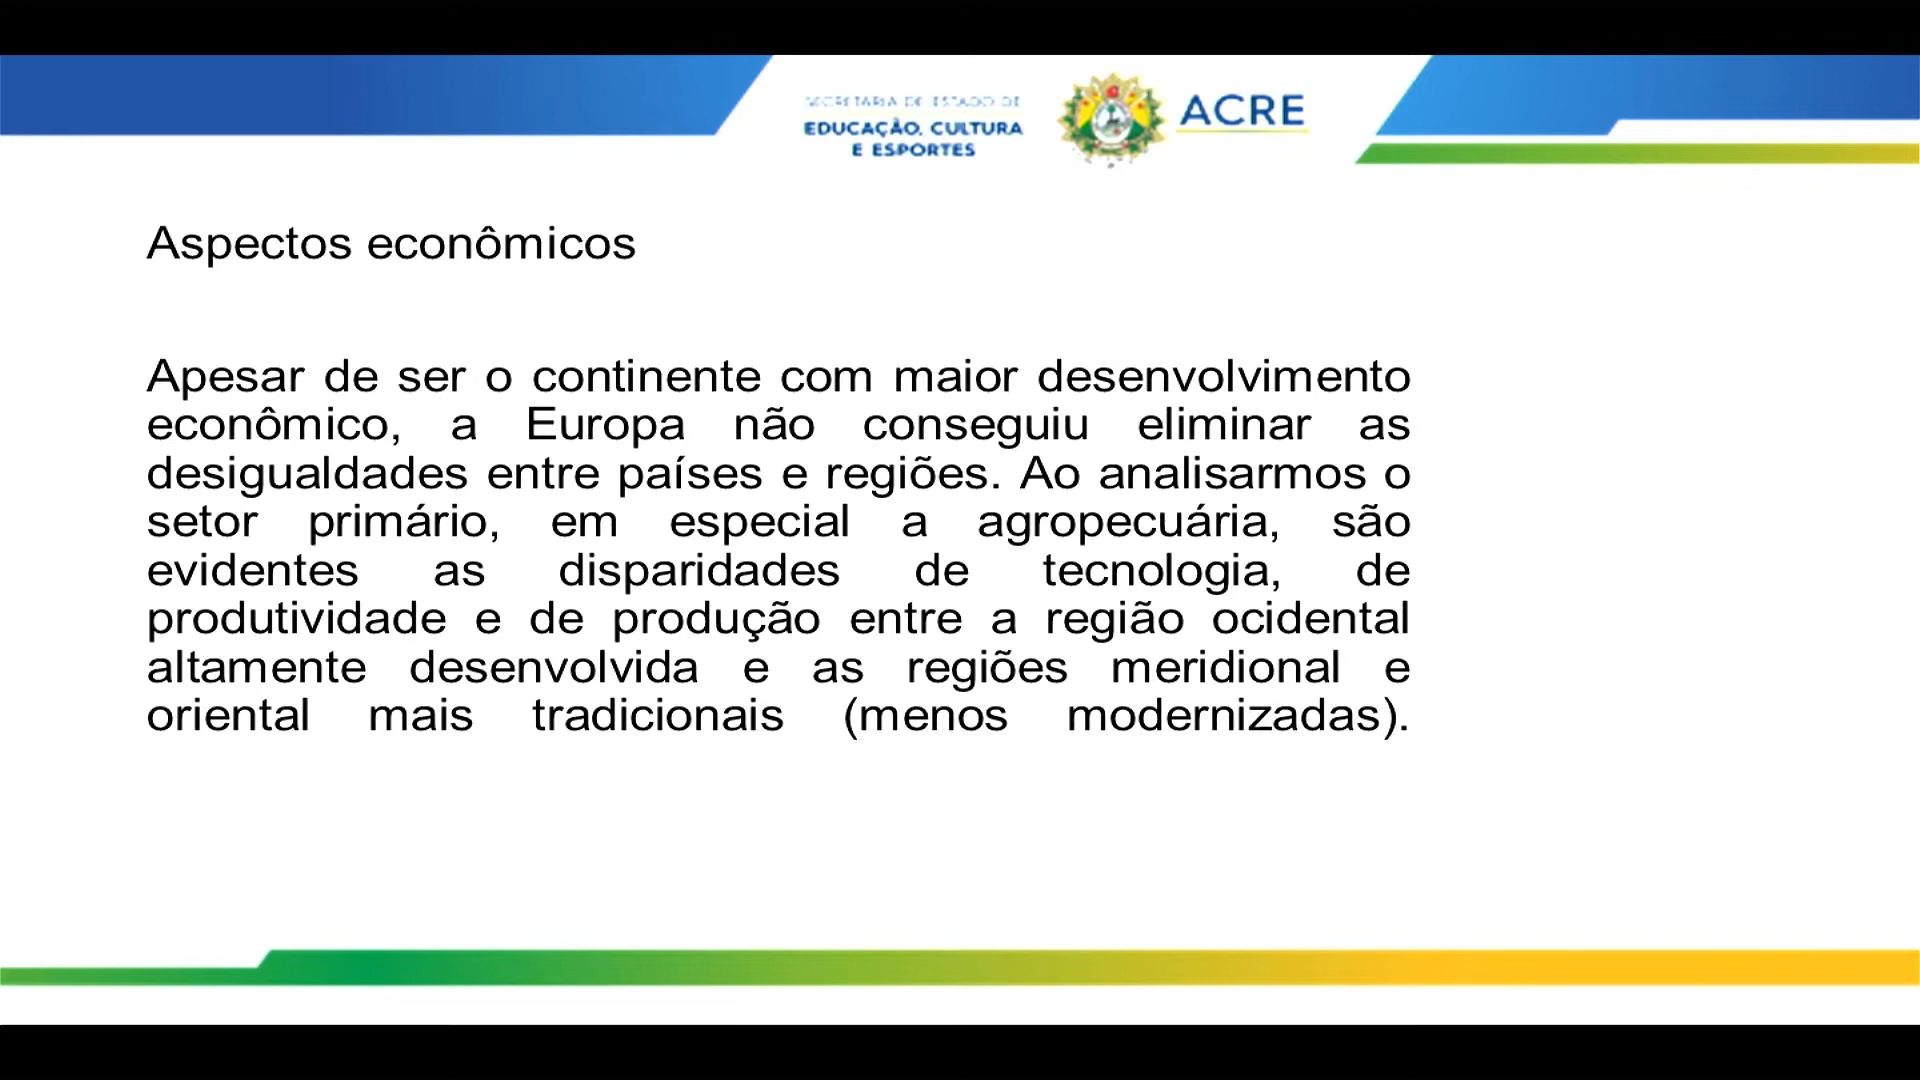 SECRETARIA DE ESTADO DE
EDUCAÇÃO, CULTURA
E ESPORTES
ACRE
Aspectos econômicos
Apesar de ser o continente com maior desenvolvimento
econômico, a Europa não conseguiu eliminar as
desigualdades entre países e regiões. Ao analisarmos o
setor primário, em especial a agropecuária, são
evidentes as disparidades de tecnologia, de
produtividade e de produção entre a região ocidental
altamente desenvolvida e as regiões meridional e
oriental mais tradicionais (menos modernizadas).